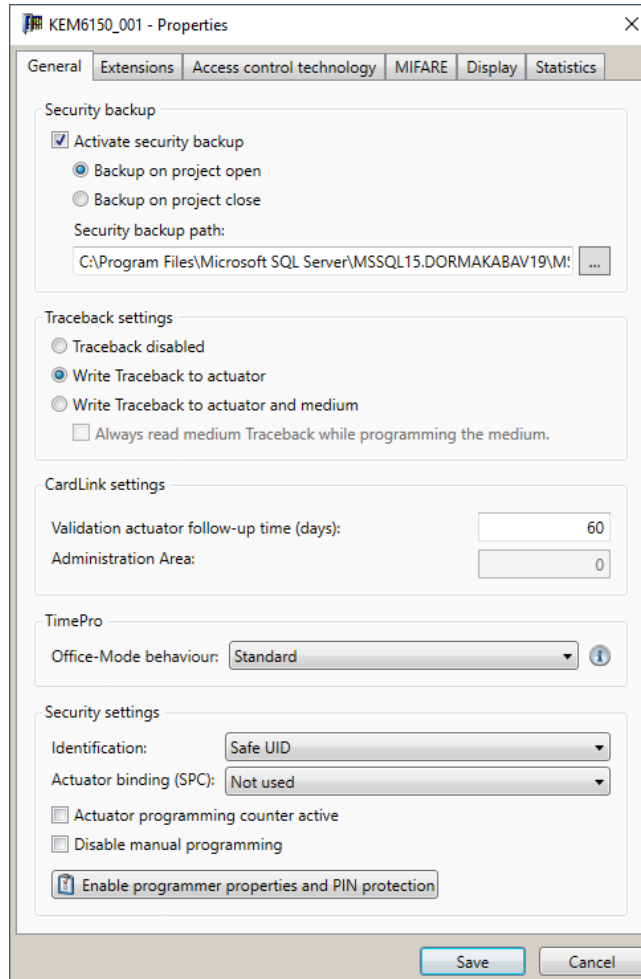 KEM6150_001 - Properties
General Extensions Access control technology MIFARE Display Statistics
Security backup
Activate security backup
Backup on project open
Backup on project close
Security backup path:
C:\Program Files\Microsoft SQL Server\MSSQL15.DORMAKABAV19\MS
...
Traceback settings
Traceback disabled
Write Traceback to actuator
Write Traceback to actuator and medium
Always read medium Traceback while programming the medium.
CardLink settings
Validation actuator follow-up time (days): 60
Administration Area: 0
TimePro
Office-Mode behaviour: Standard
Security settings
Identification: Safe UID
Actuator binding (SPC): Not used
Actuator programming counter active
Disable manual programming
Enable programmer properties and PIN protection
Save Cancel